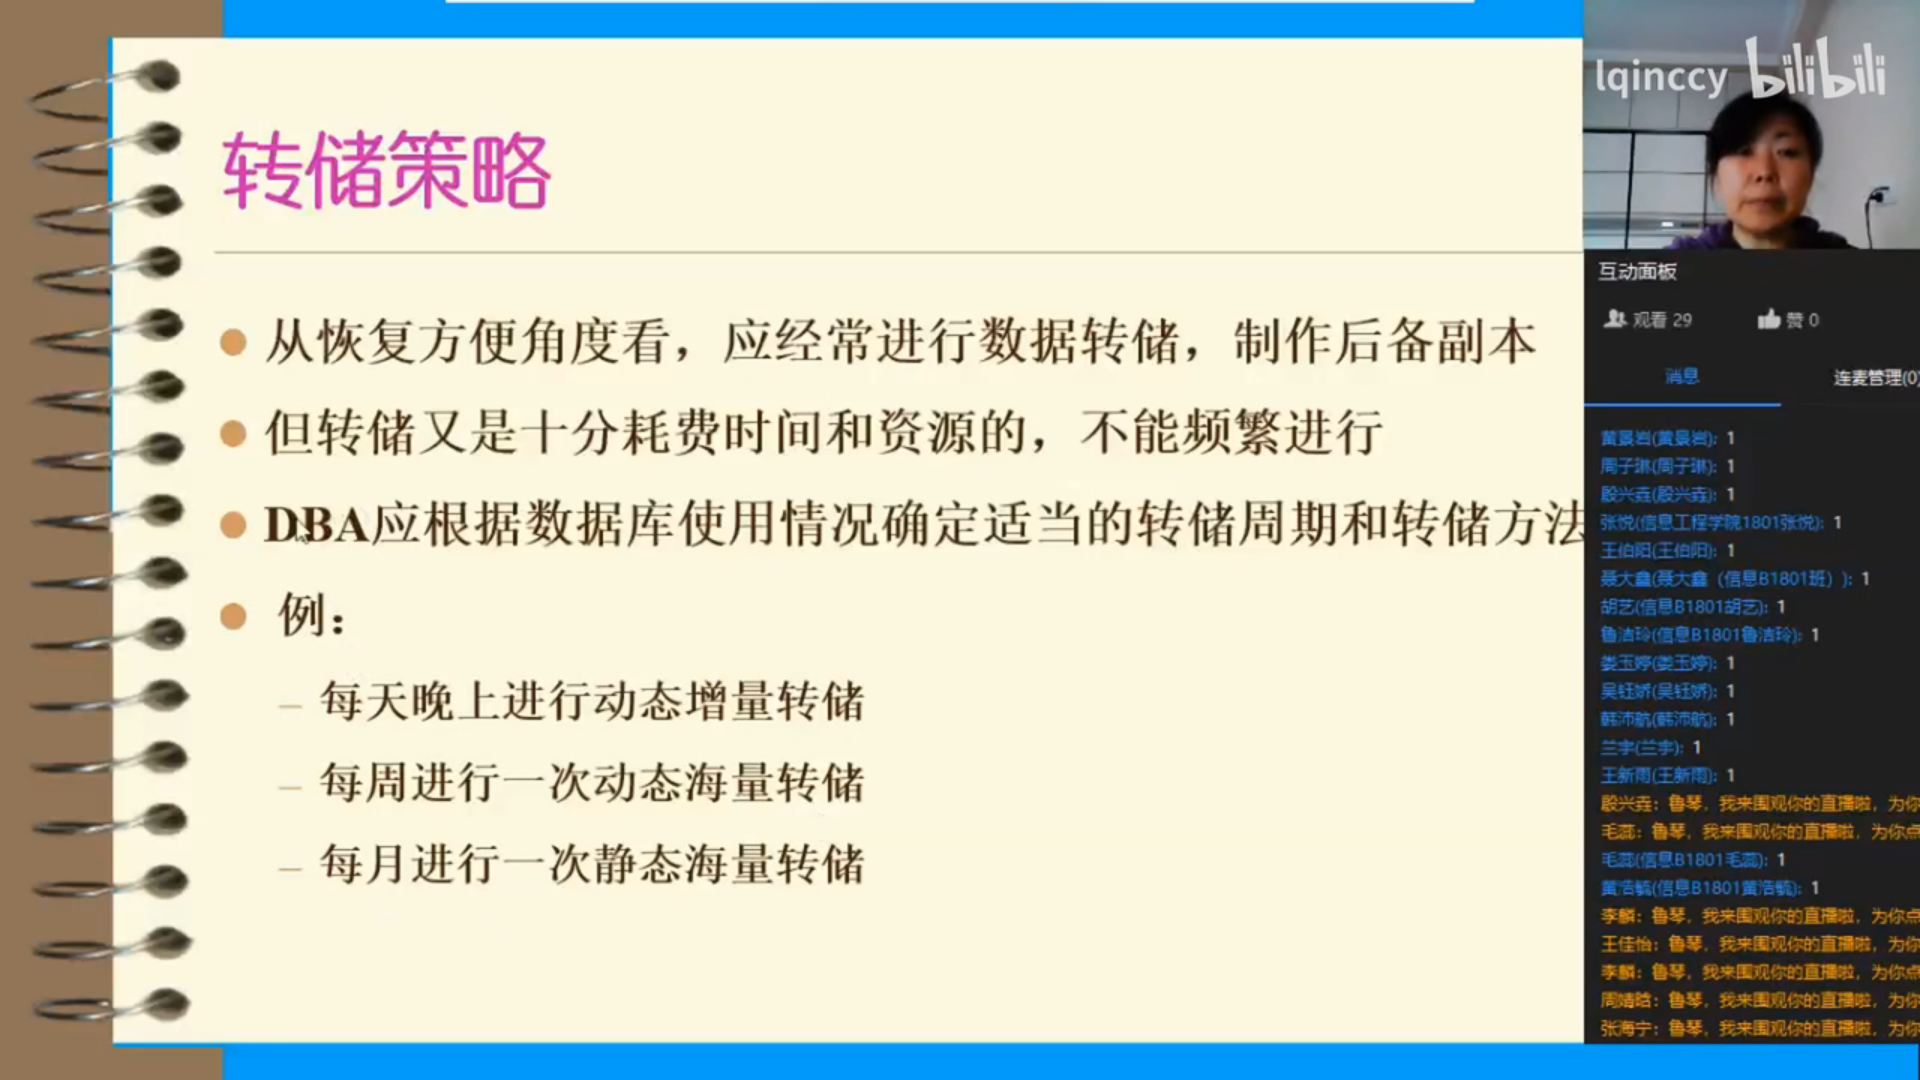 转储策略
从恢复方便角度看，应经常进行数据转储，制作后备副本
但转储又是十分耗费时间和资源的，不能频繁进行
DBA应根据数据库使用情况确定适当的转储周期和转储方法
例：
– 每天晚上进行动态增量转储
– 每周进行一次动态海量转储
– 每月进行一次静态海量转储
lqinccy bilibili
互动面板
观看 29 赞 0
消息 连麦管理(0)
黄景岩(黄景岩): 1
周子琳(周子琳): 1
殷兴垚(殷兴垚): 1
张悦(信息工程学院1801张悦): 1
王伯阳(王伯阳): 1
聂大鑫(聂大鑫（信息B1801班）): 1
胡艺(信息B1801胡艺): 1
鲁洁玲(信息B1801鲁洁玲): 1
娄玉婷(娄玉婷): 1
吴钰娇(吴钰娇): 1
韩沛航(韩沛航): 1
兰宇(兰宇): 1
王新雨(王新雨): 1
殷兴垚: 鲁琴，我来围观你的直播啦，为你
毛蕊: 鲁琴，我来围观你的直播啦，为你点
毛蕊(信息B1801毛蕊): 1
黄浩毓(信息B1801黄浩毓): 1
李麟: 鲁琴，我来围观你的直播啦，为你点
王佳怡: 鲁琴，我来围观你的直播啦，为你
李麟: 鲁琴，我来围观你的直播啦，为你点
周婧晗: 鲁琴，我来围观你的直播啦，为你
张海宁: 鲁琴，我来围观你的直播啦，为你